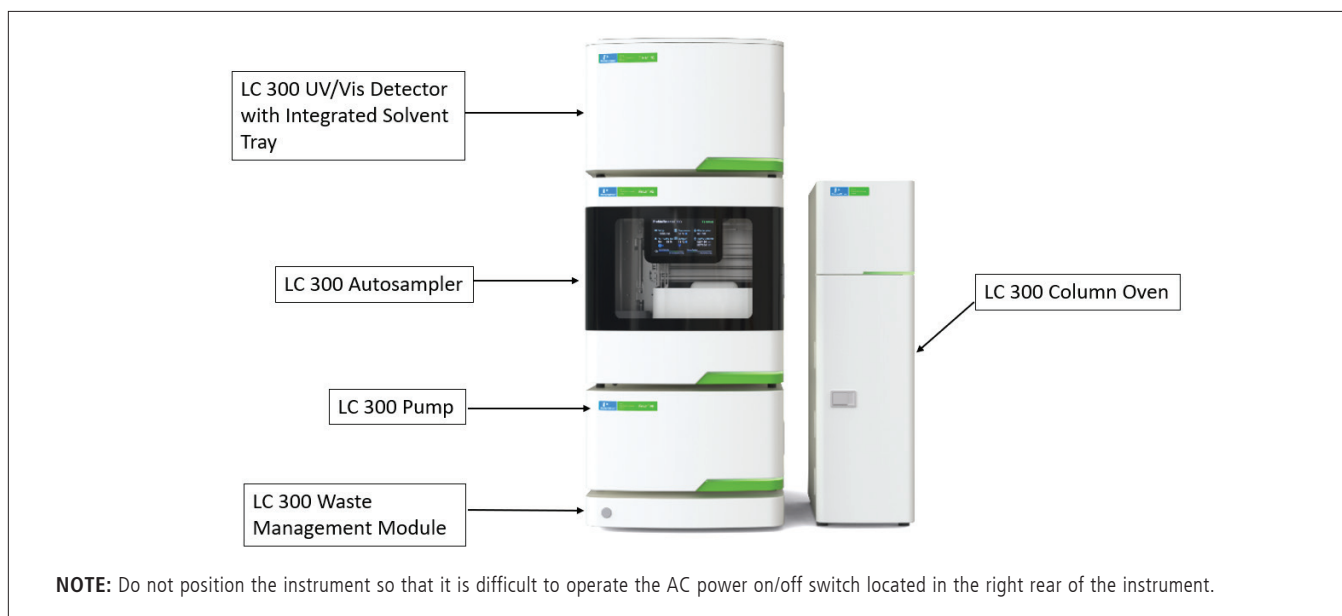 LC 300 UV/Vis Detector
with Integrated Solvent
Tray
LC 300 Autosampler
LC 300 Column Oven
LC 300 Pump
LC 300 Waste
Management Module
NOTE: Do not position the instrument so that it is difficult to operate the AC power on/off switch located in the right rear of the instrument.